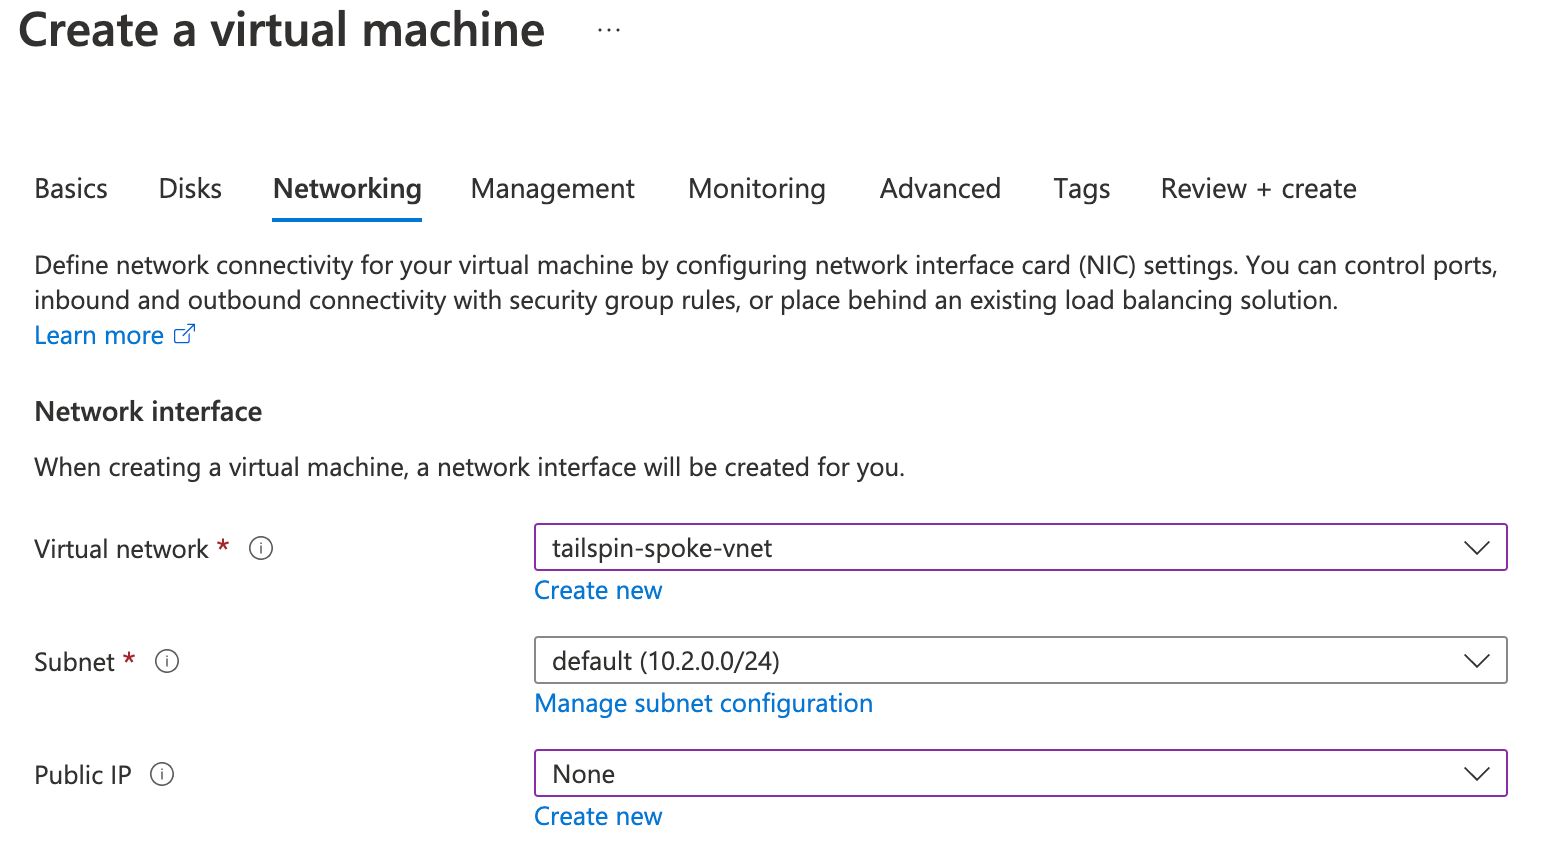 Create a virtual machine ...
Basics Disks Networking Management Monitoring Advanced Tags Review + create
Define network connectivity for your virtual machine by configuring network interface card (NIC) settings. You can control ports,
inbound and outbound connectivity with security group rules, or place behind an existing load balancing solution.
Learn more
Network interface
When creating a virtual machine, a network interface will be created for you.
Virtual network * tailspin-spoke-vnet
Create new
Subnet * default (10.2.0.0/24)
Manage subnet configuration
Public IP None
Create new